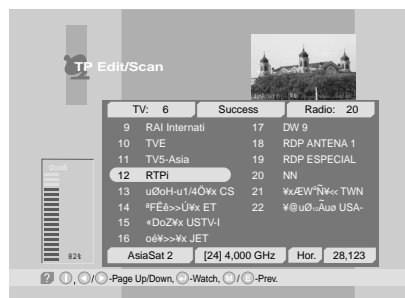 TP Edit/Scan
TV: 6 Success Radio: 20
9 RAI Internati 17 DW 9
10 TVE 18 RDP ANTENA 1
11 TV5-Asia 19 RDP ESPECIAL
12 RTPi 20 NN
13 uØoH-u1/4Ö¥x CS 21 ¥xÆWªÑ¥<< TWN
14 ªFËê>>Ú¥x ET 22 ¥@uØ Åuø USA-
15 «DoZ¥x USTV-I
16 oé¥>>¥x JET
82%
AsiaSat 2 [24] 4,000 GHz Hor. 28,123
? , / -Page Up/Down, -Watch, M / E -Prev.